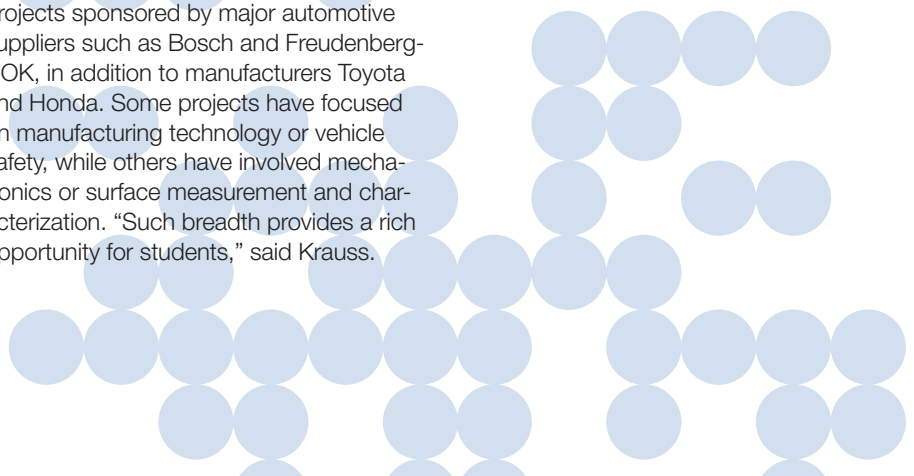 rojects sponsored by major automotive
uppliers such as Bosch and Freudenberg-
OK, in addition to manufacturers Toyota
nd Honda. Some projects have focused
n manufacturing technology or vehicle
afety, while others have involved mecha-
onics or surface measurement and char-
cterization. “Such breadth provides a rich
pportunity for students,” said Krauss.